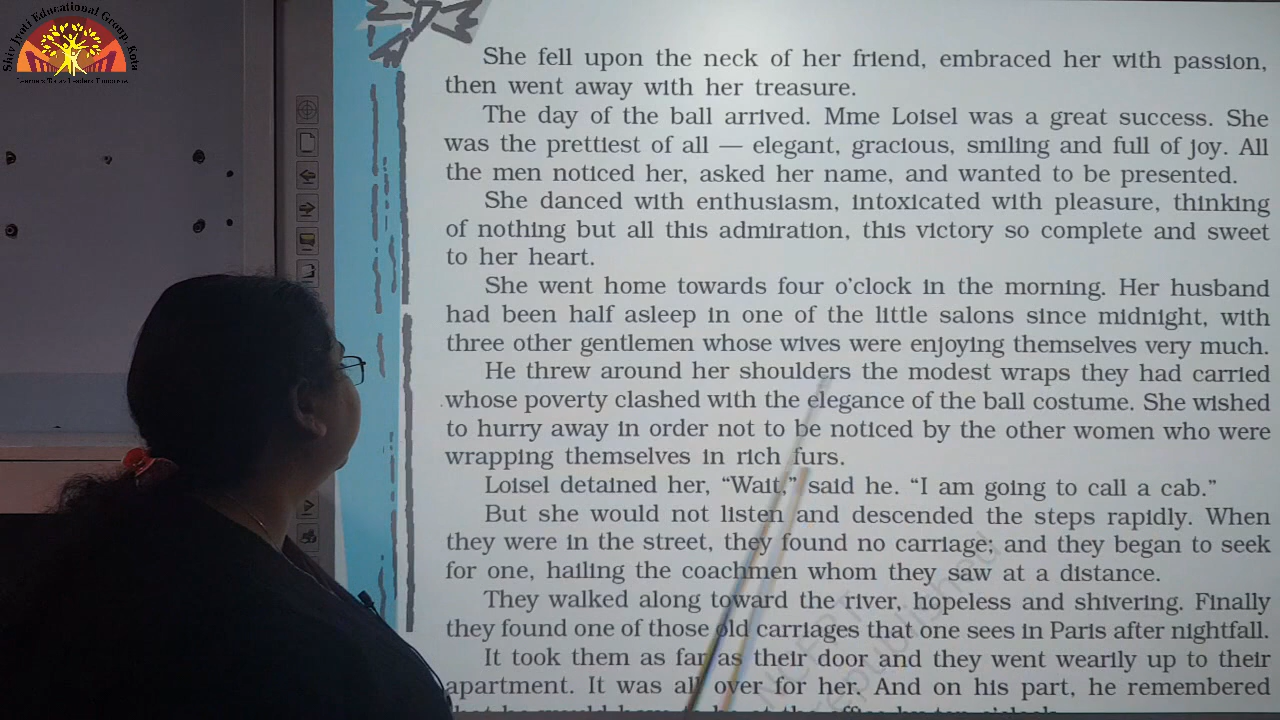 Shiv Jyoti Educational Group, Kota
She fell upon the neck of her friend, embraced her with passion,
then went away with her treasure.
The day of the ball arrived. Mme Loisel was a great success. She
was the prettiest of all — elegant, gracious, smiling and full of joy. All
the men noticed her, asked her name, and wanted to be presented.
She danced with enthusiasm, intoxicated with pleasure, thinking
of nothing but all this admiration, this victory so complete and sweet
to her heart.
She went home towards four o’clock in the morning. Her husband
had been half asleep in one of the little salons since midnight, with
three other gentlemen whose wives were enjoying themselves very much.
He threw around her shoulders the modest wraps they had carried
whose poverty clashed with the elegance of the ball costume. She wished
to hurry away in order not to be noticed by the other women who were
wrapping themselves in rich furs.
Loisel detained her, “Wait,” said he. “I am going to call a cab.”
But she would not listen and descended the steps rapidly. When
they were in the street, they found no carriage; and they began to seek
for one, hailing the coachmen whom they saw at a distance.
They walked along toward the river, hopeless and shivering. Finally
they found one of those old carriages that one sees in Paris after nightfall.
It took them as far as their door and they went wearily up to their
apartment. It was all over for her. And on his part, he remembered